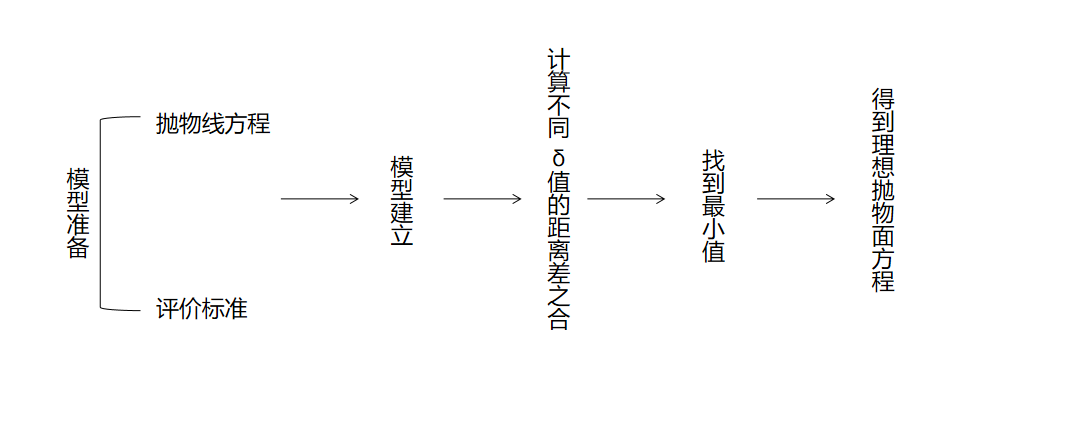 模型准备
抛物线方程
评价标准
模型建立
计算不同δ值的距离差之合
找到最小值
得到理想抛物面方程